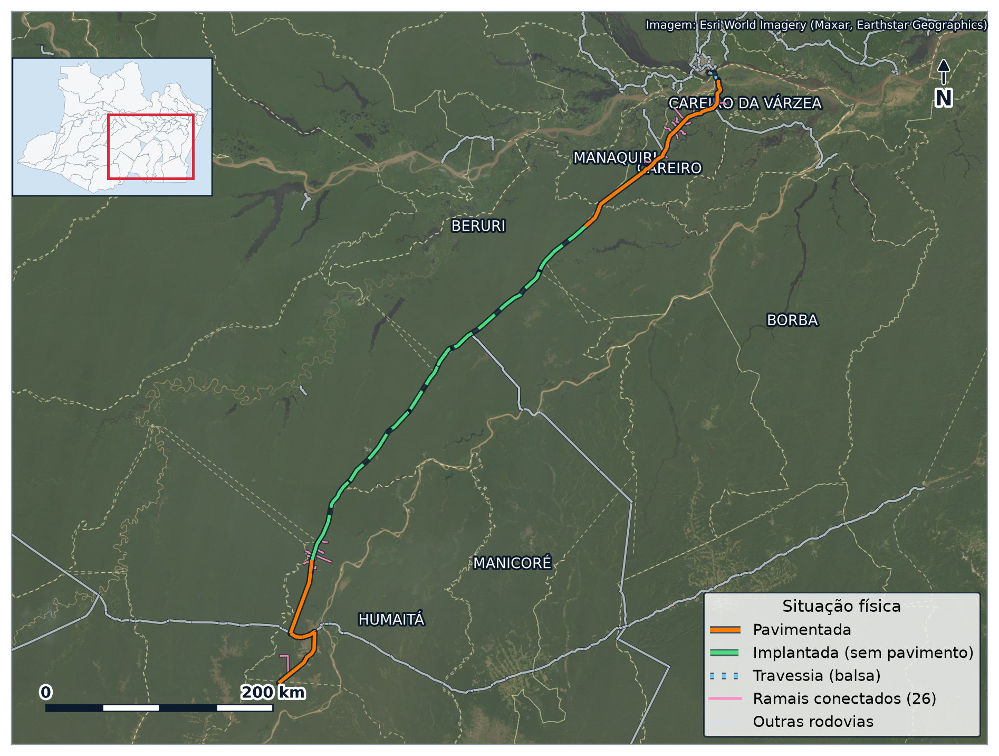 Imagem: Esri World Imagery (Maxar, Earthstar Geographics)
N
CAREIRO DA VÁRZEA
MANAQUIRI
CAREIRO
BERURI
BORBA
MANICORÉ
HUMAITÁ
0
200 km
Situação física
Pavimentada
Implantada (sem pavimento)
Travessia (balsa)
Ramais conectados (26)
Outras rodovias